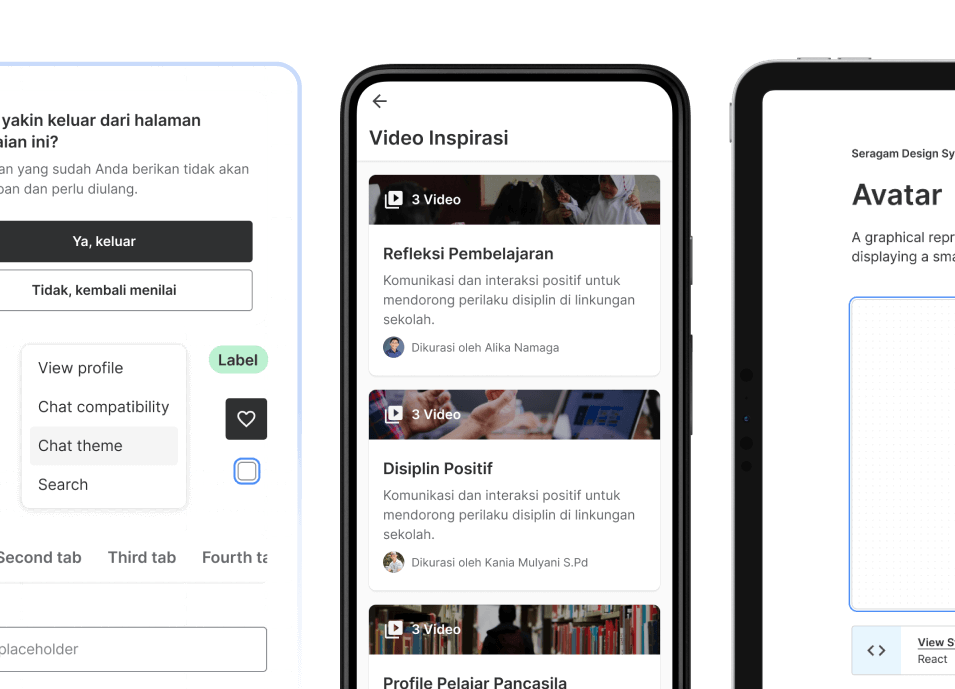 yakin keluar dari halaman
ini?
yang sudah Anda berikan tidak akan
dan perlu diulang.
Ya, keluar
Tidak, kembali menilai
View profile
Chat compatibility
Chat theme
Search
Label
Second tab
Third tab
Fourth
placeholder
Video Inspirasi
3 Video
Refleksi Pembelajaran
Komunikasi dan interaksi positif untuk
mendorong perilaku disiplin di linkungan
sekolah.
Dikurasi oleh Alika Namaga
3 Video
Disiplin Positif
Komunikasi dan interaksi positif untuk
mendorong perilaku disiplin di linkungan
sekolah.
Dikurasi oleh Kania Mulyani S.Pd
3 Video
Profile Pelajar Pancasila
Seragam Design Sy
Avatar
A graphical repr
displaying a sma
View S
React